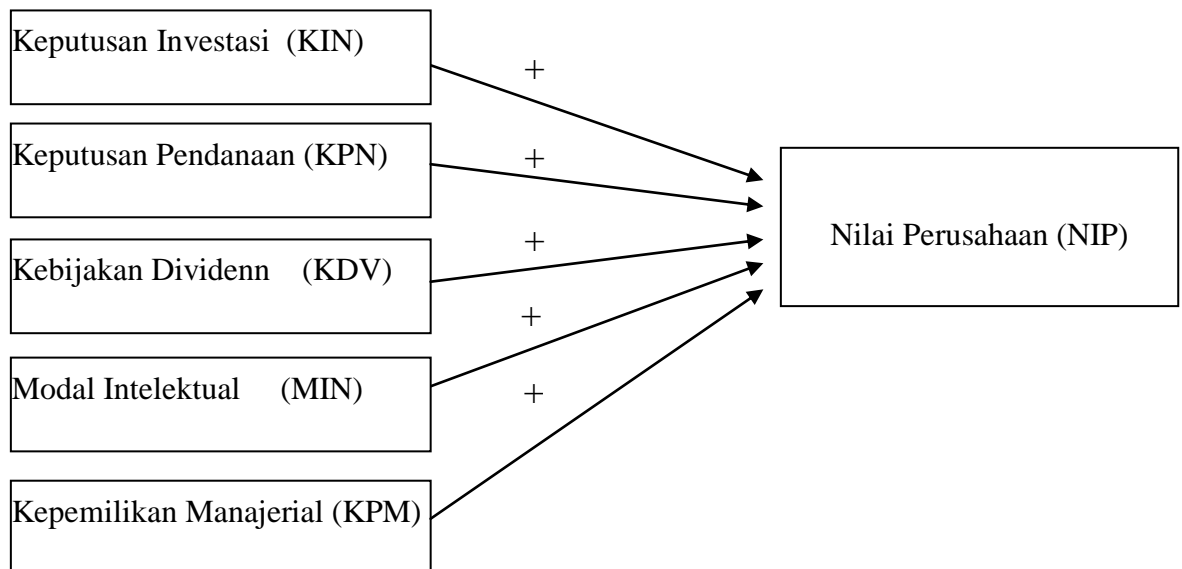 Keputusan Investasi (KIN)
+
Keputusan Pendanaan (KPN)
+
Kebijakan Dividenn (KDV)
+
Modal Intelektual (MIN)
+
Kepemilikan Manajerial (KPM)
+
Nilai Perusahaan (NIP)